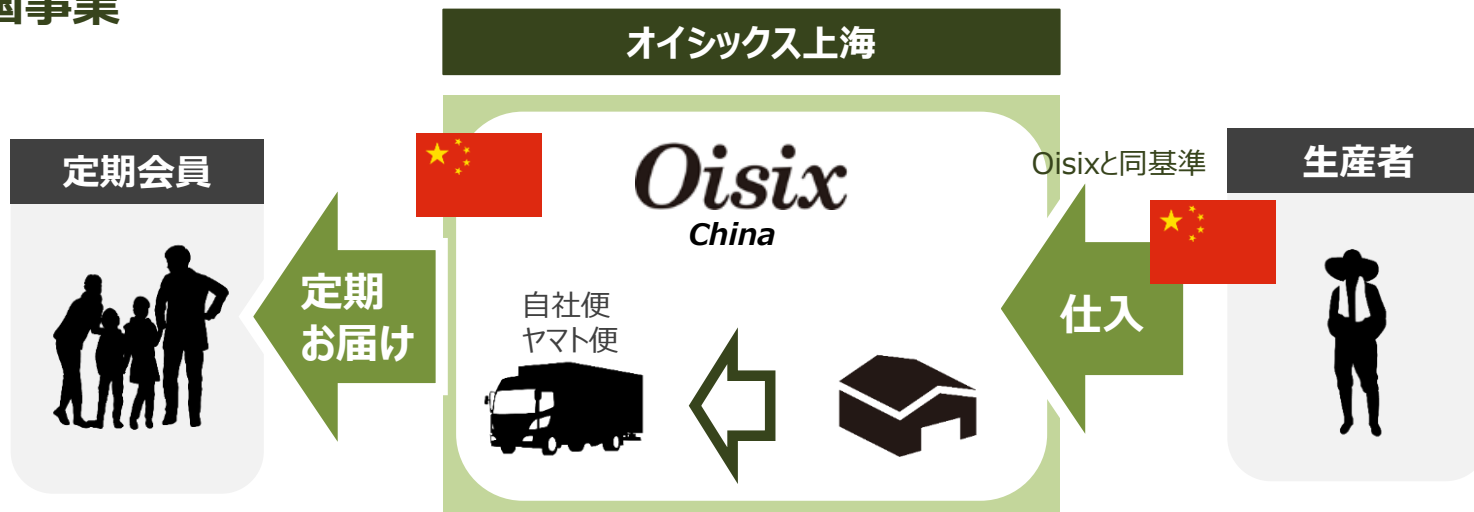 国事業
オイシックス上海
定期会員
Oisix
China
Oisixと同基準
生産者
定期
お届け
自社便
ヤマト便
仕入